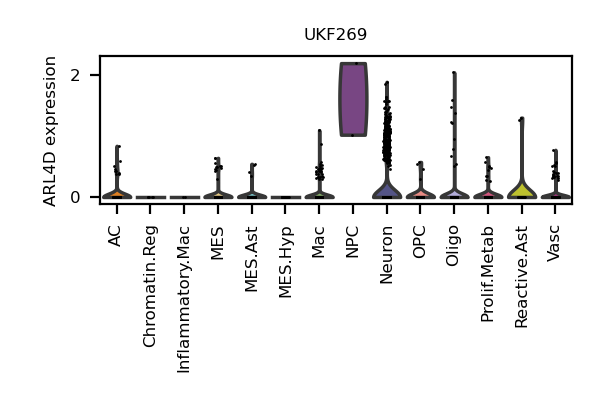 UKF269
ARL4D expression
2
0
AC
Chromatin.Reg
Inflammatory.Mac
MES
MES.Ast
MES.Hyp
Mac
NPC
Neuron
OPC
Oligo
Prolif.Metab
Reactive.Ast
Vasc